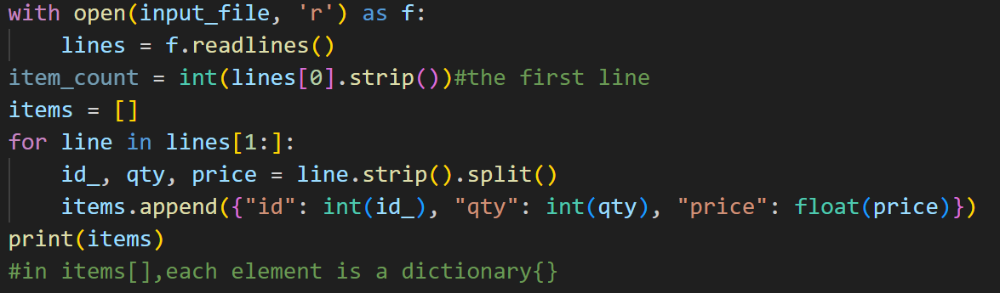 with open(input_file, 'r') as f:
    lines = f.readlines()
item_count = int(lines[0].strip())#the first line
items = []
for line in lines[1:]:
    id_, qty, price = line.strip().split()
    items.append({"id": int(id_), "qty": int(qty), "price": float(price)})
print(items)
#in items[],each element is a dictionary{}